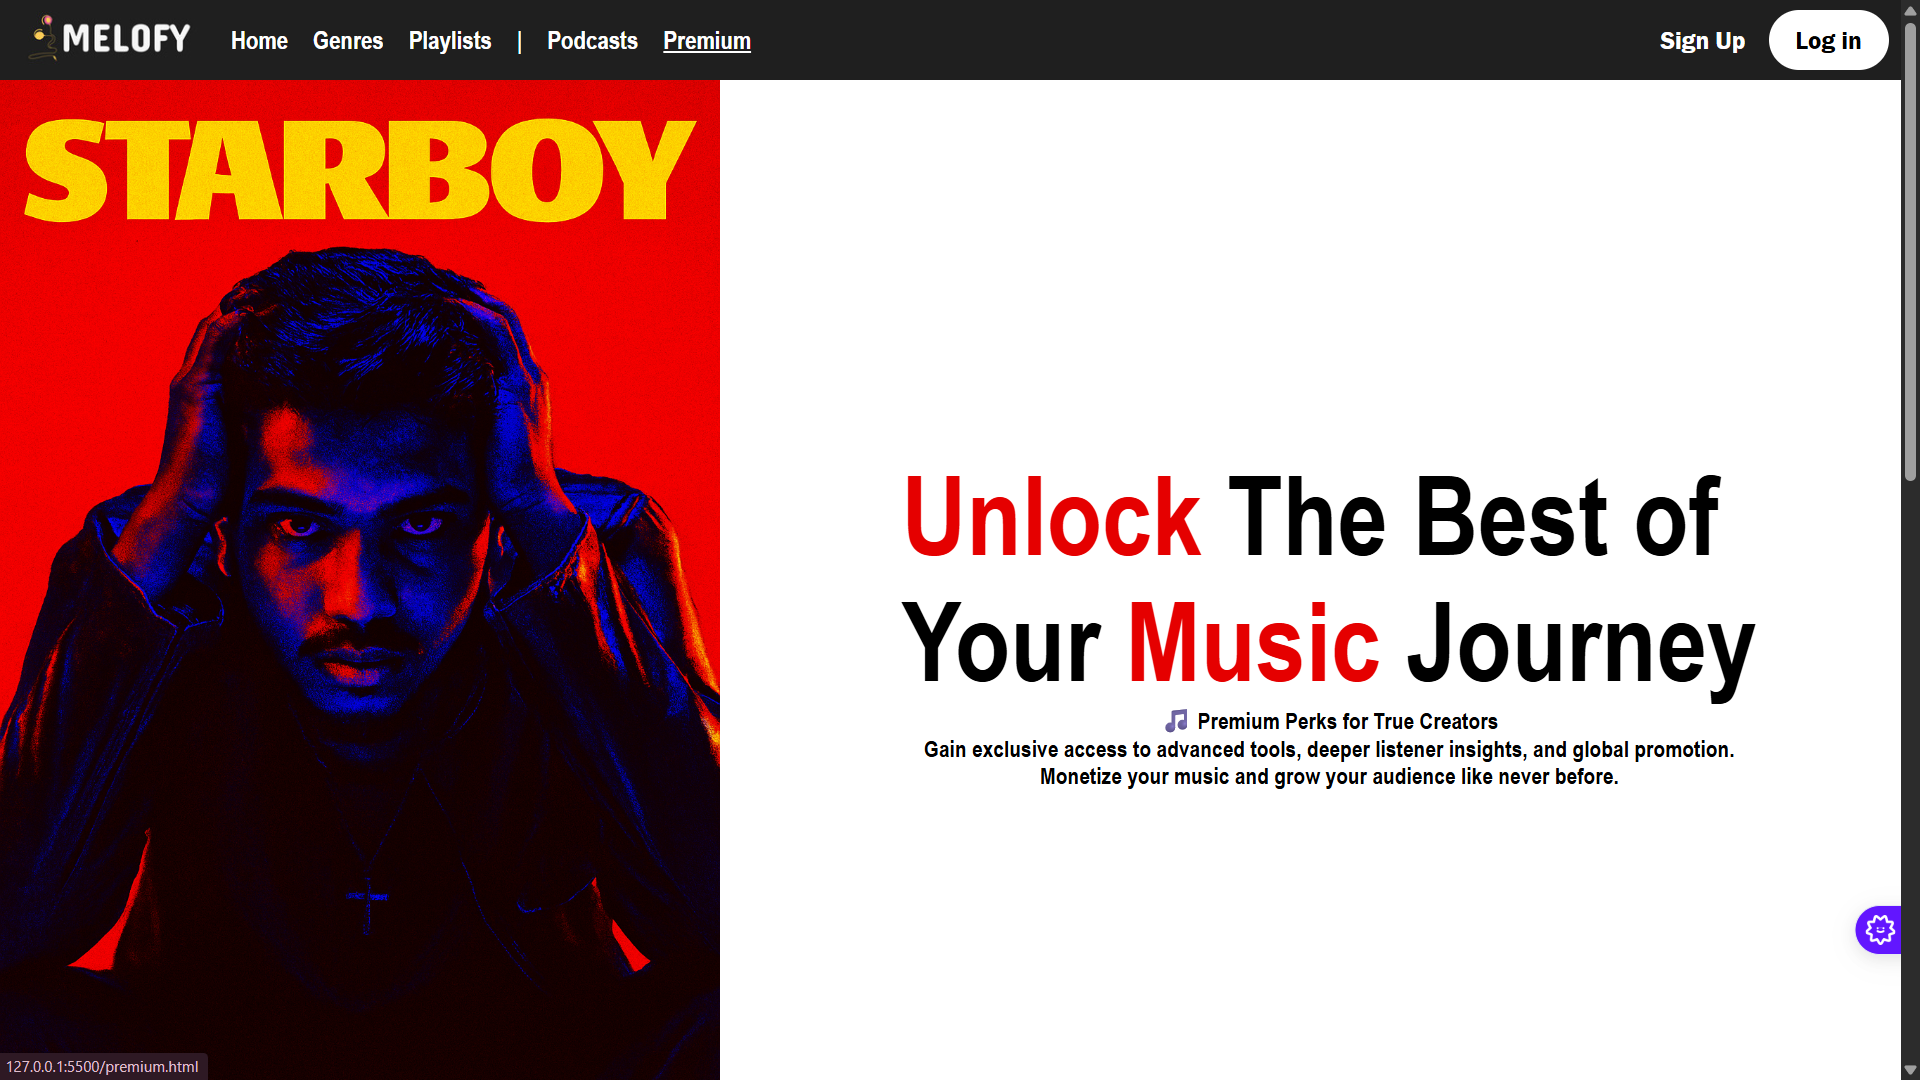 MELOFY
Home Genres Playlists | Podcasts Premium
Sign Up Log in
STARBOY
Unlock The Best of
Your Music Journey
🎵 Premium Perks for True Creators
Gain exclusive access to advanced tools, deeper listener insights, and global promotion.
Monetize your music and grow your audience like never before.
127.0.0.1:5500/premium.html